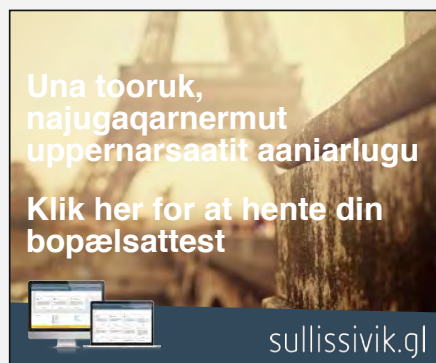 Una tooruk,
najugaqarnermut
uppernarsaatit aaniarlugu
Klik her for at hente din
bopælsattest
sullissivik.gl